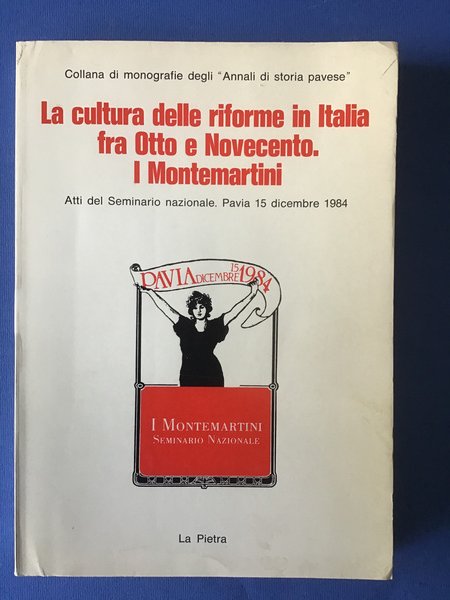 Collana di monografie degli "Annali di storia pavese"
La cultura delle riforme in Italia
fra Otto e Novecento.
I Montemartini
Atti del Seminario nazionale. Pavia 15 dicembre 1984
PAVIA 15 DICEMBRE 1984
I MONTEMARTINI
SEMINARIO NAZIONALE
La Pietra